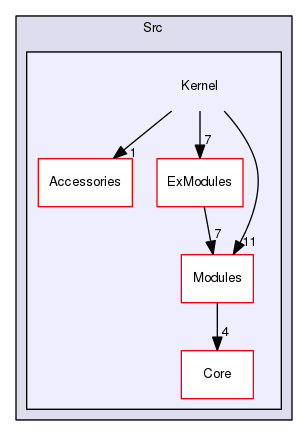 Src
Kernel
1
7
Accessories
ExModules
7
11
Modules
4
Core